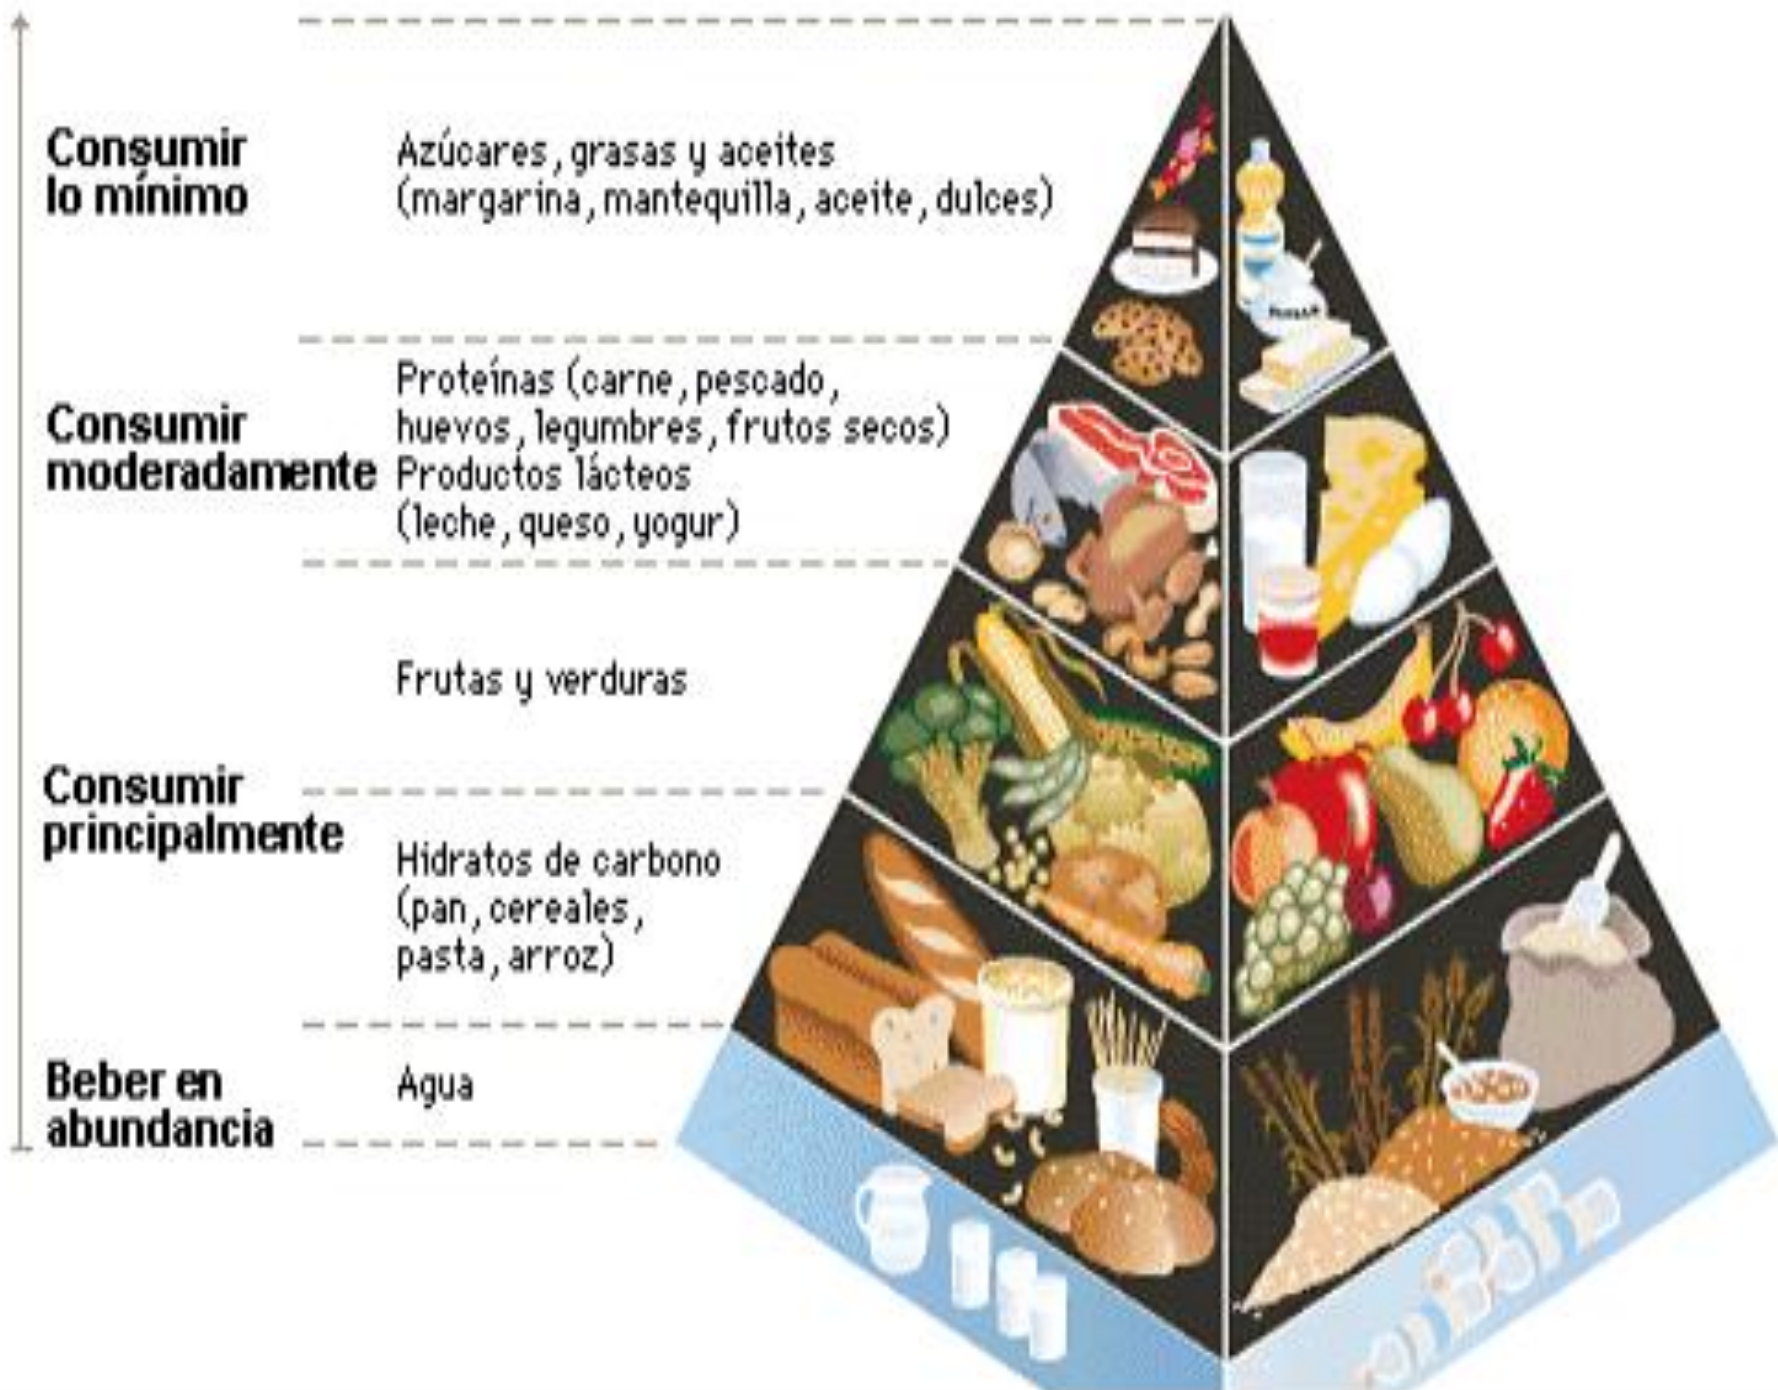 Consumir
lo mínimo
Azúcares, grasas y aceites
(margarina, mantequilla, aceite, dulces)
Consumir
moderadamente
Proteínas (carne, pescado,
huevos, legumbres, frutos secos)
Productos lácteos
(leche, queso, yogur)
Frutas y verduras
Consumir
principalmente
Hidratos de carbono
(pan, cereales,
pasta, arroz)
Beber en
abundancia
Agua